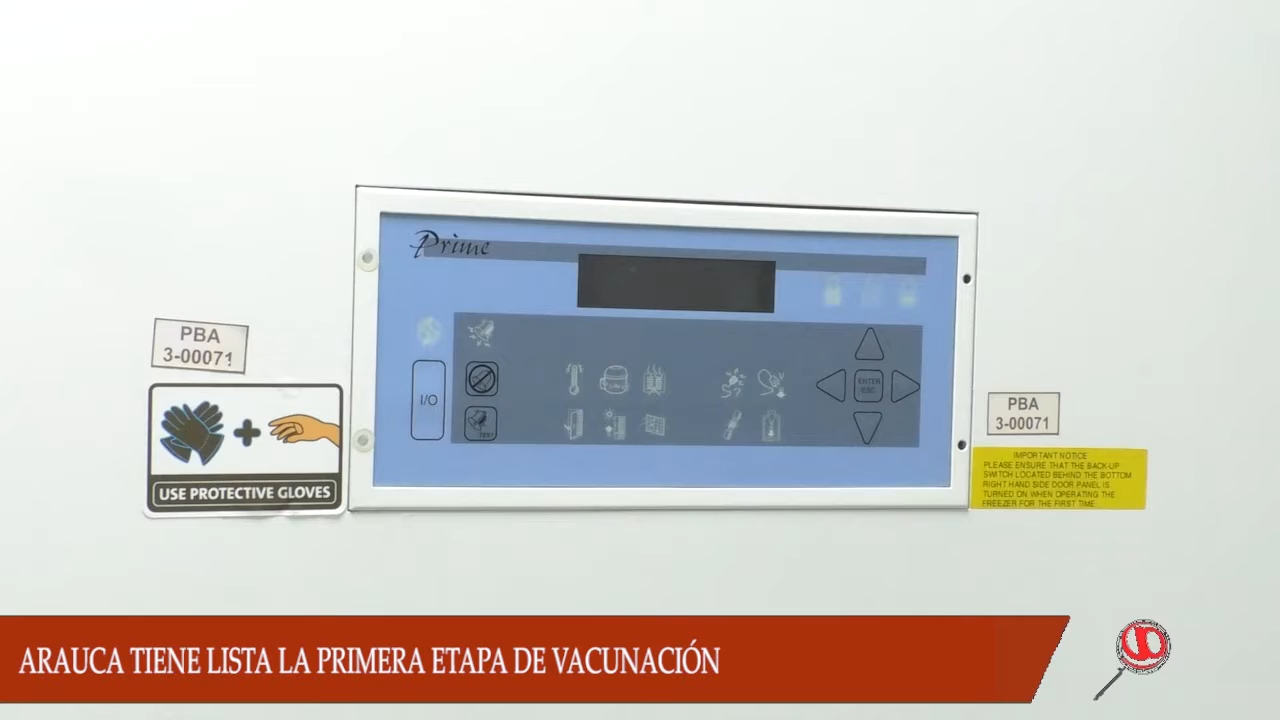 Prime
PBA
3-00071
I/O
TEST
ENTER
ESC
USE PROTECTIVE GLOVES
PBA
3-00071
IMPORTANT NOTICE
PLEASE ENSURE THAT THE BACK-UP
SWITCH LOCATED BEHIND THE BOTTOM
RIGHT HAND SIDE DOOR PANEL IS
TURNED ON WHEN OPERATING THE
FREEZER FOR THE FIRST TIME
ARAUCA TIENE LISTA LA PRIMERA ETAPA DE VACUNACIÓN